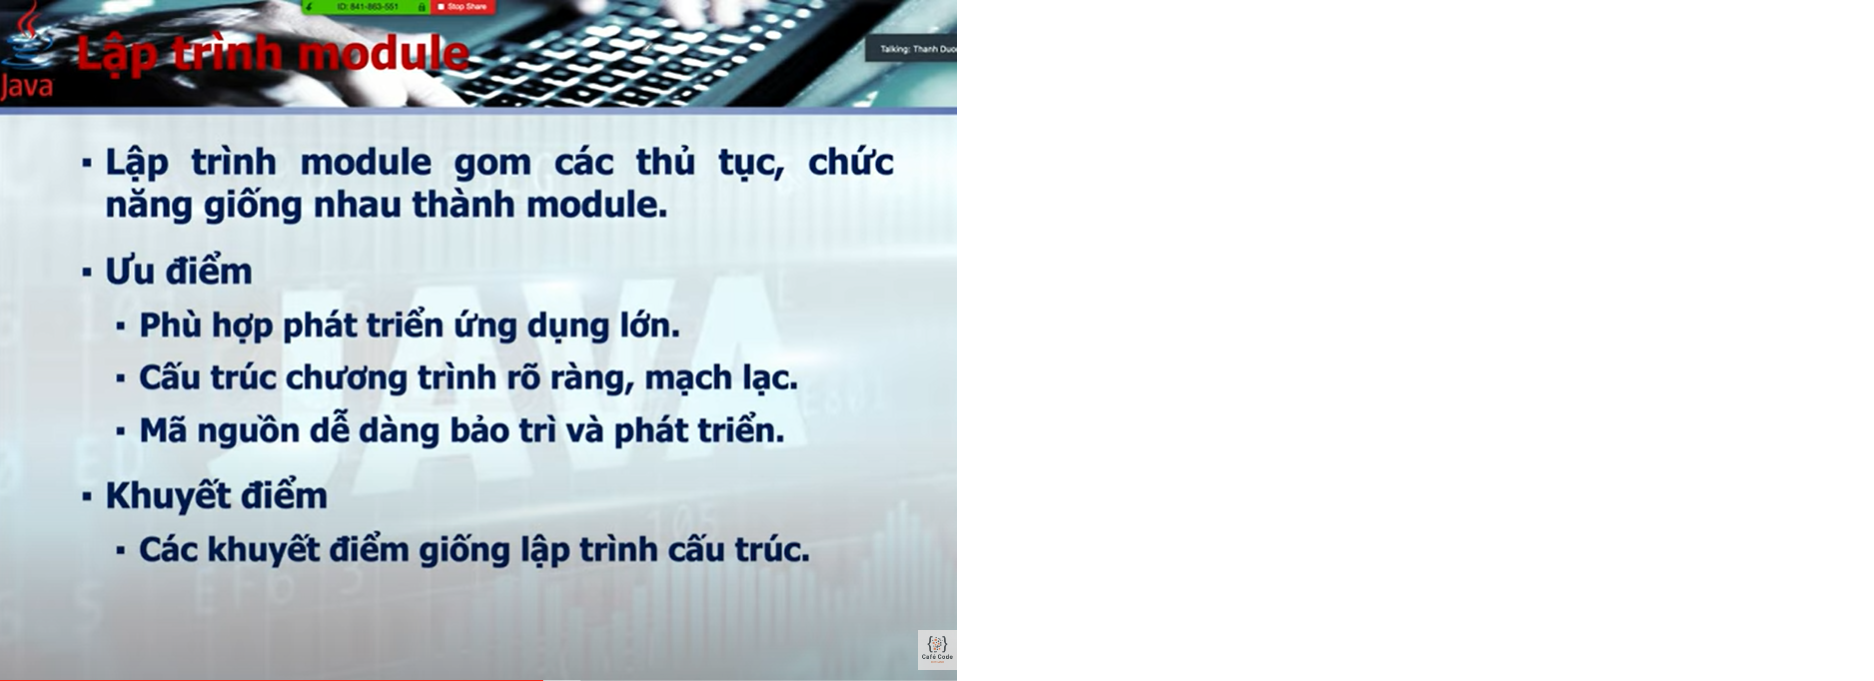 ID: 841-863-551
Stop Share
Java
Lập trình module
Talking: Thanh
▪ Lập trình module gom các thủ tục, chức
năng giống nhau thành module.
▪ Ưu điểm
▪ Phù hợp phát triển ứng dụng lớn.
▪ Cấu trúc chương trình rõ ràng, mạch lạc.
▪ Mã nguồn dễ dàng bảo trì và phát triển.
▪ Khuyết điểm
▪ Các khuyết điểm giống lập trình cấu trúc.
JAVA
105
Café Code